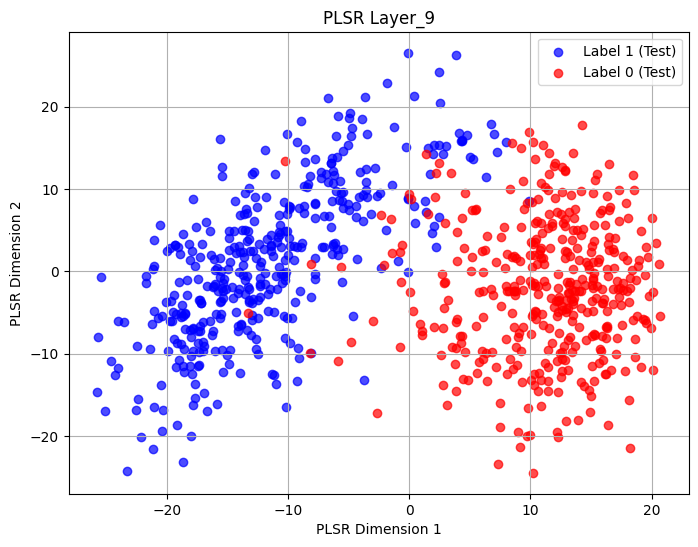 PLSR Layer_9
Label 1 (Test)
Label 0 (Test)
PLSR Dimension 2
20
10
0
−10
−20
−20
−10
0
10
20
PLSR Dimension 1